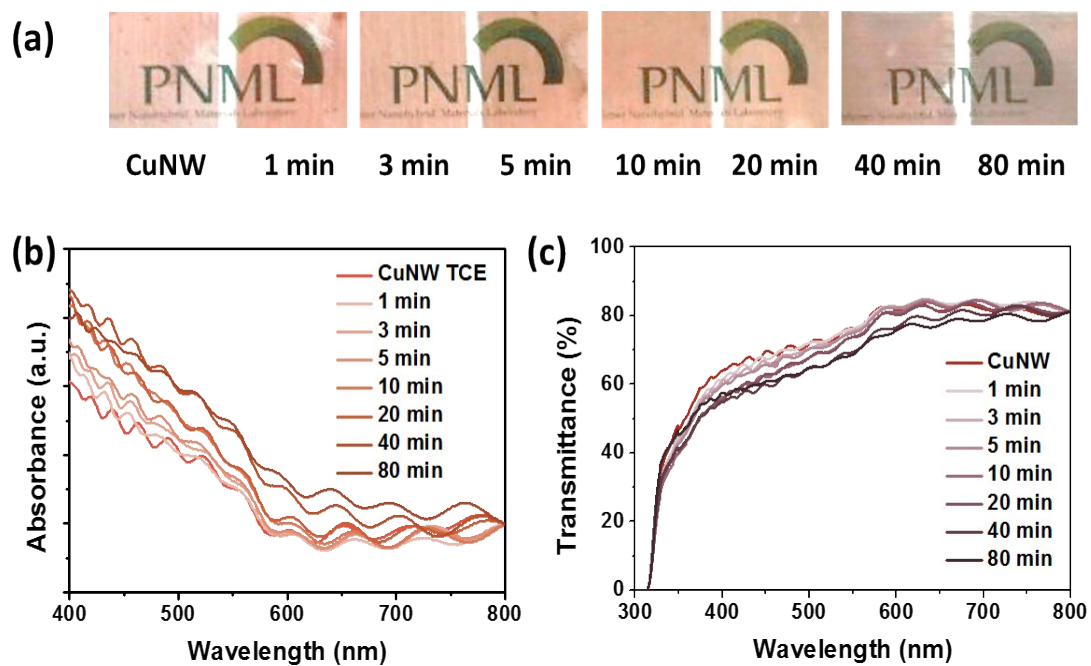 (a)
PNML
CuNW 1 min 3 min 5 min 10 min 20 min 40 min 80 min
(b)
Absorbance (a.u.)
CuNW TCE
1 min
3 min
5 min
10 min
20 min
40 min
80 min
400 500 600 700 800
Wavelength (nm)
(c)
Transmittance (%)
100
80
60
40
20
0
CuNW
1 min
3 min
5 min
10 min
20 min
40 min
80 min
300 400 500 600 700 800
Wavelength (nm)